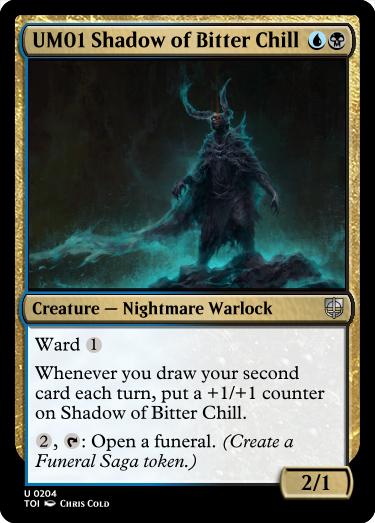 UM01 Shadow of Bitter Chill
Creature — Nightmare Warlock
Ward 1
Whenever you draw your second
card each turn, put a +1/+1 counter
on Shadow of Bitter Chill.
2, : Open a funeral. (Create a
Funeral Saga token.)
2/1
U 0204
TOI Chris Cold